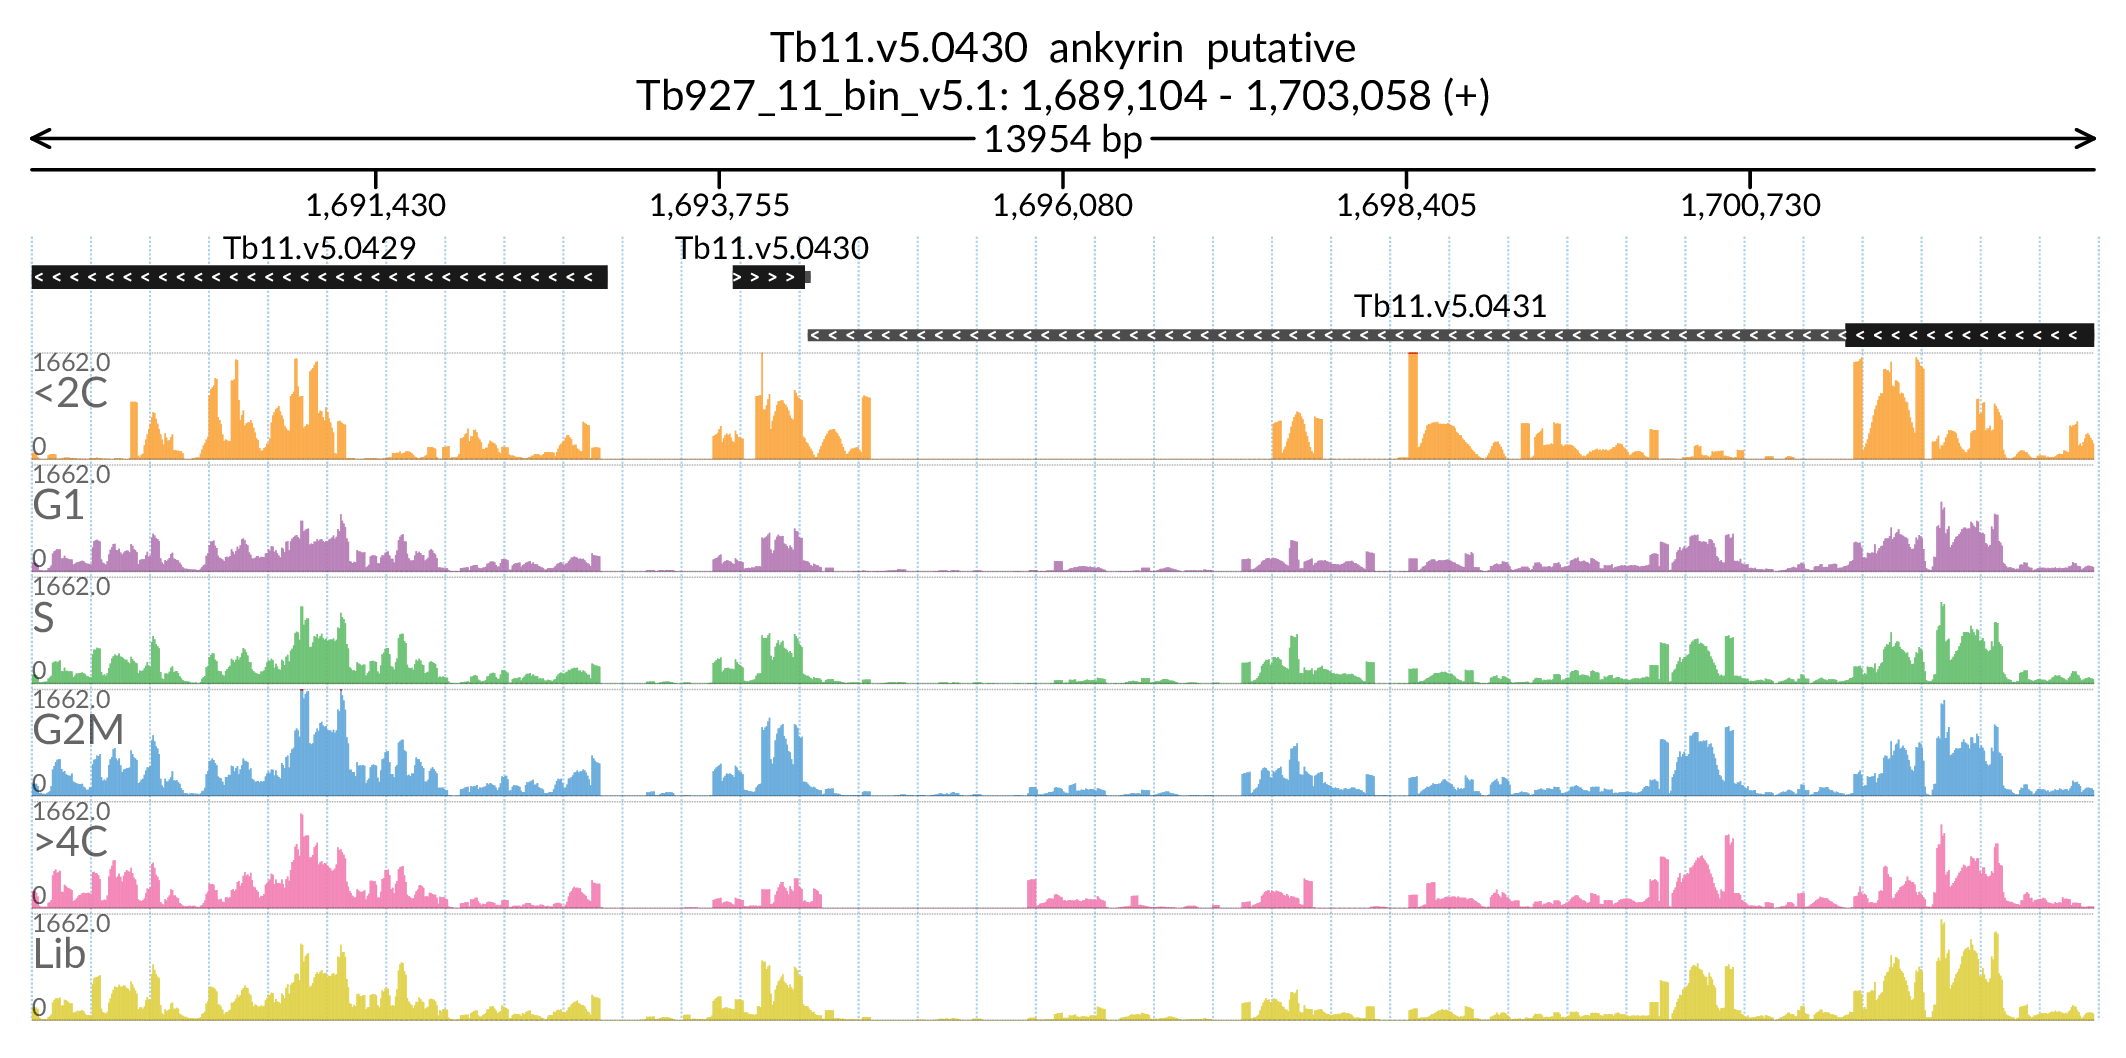 Tb11.v5.0430 ankyrin putative
Tb927_11_bin_v5.1: 1,689,104 - 1,703,058 (+)
13954 bp
1,691,430 1,693,755 1,696,080 1,698,405 1,700,730
Tb11.v5.0429 Tb11.v5.0430
Tb11.v5.0431
1662.0
<2C
0
1662.0
G1
0
1662.0
S
0
1662.0
G2M
0
1662.0
>4C
0
1662.0
Lib
0